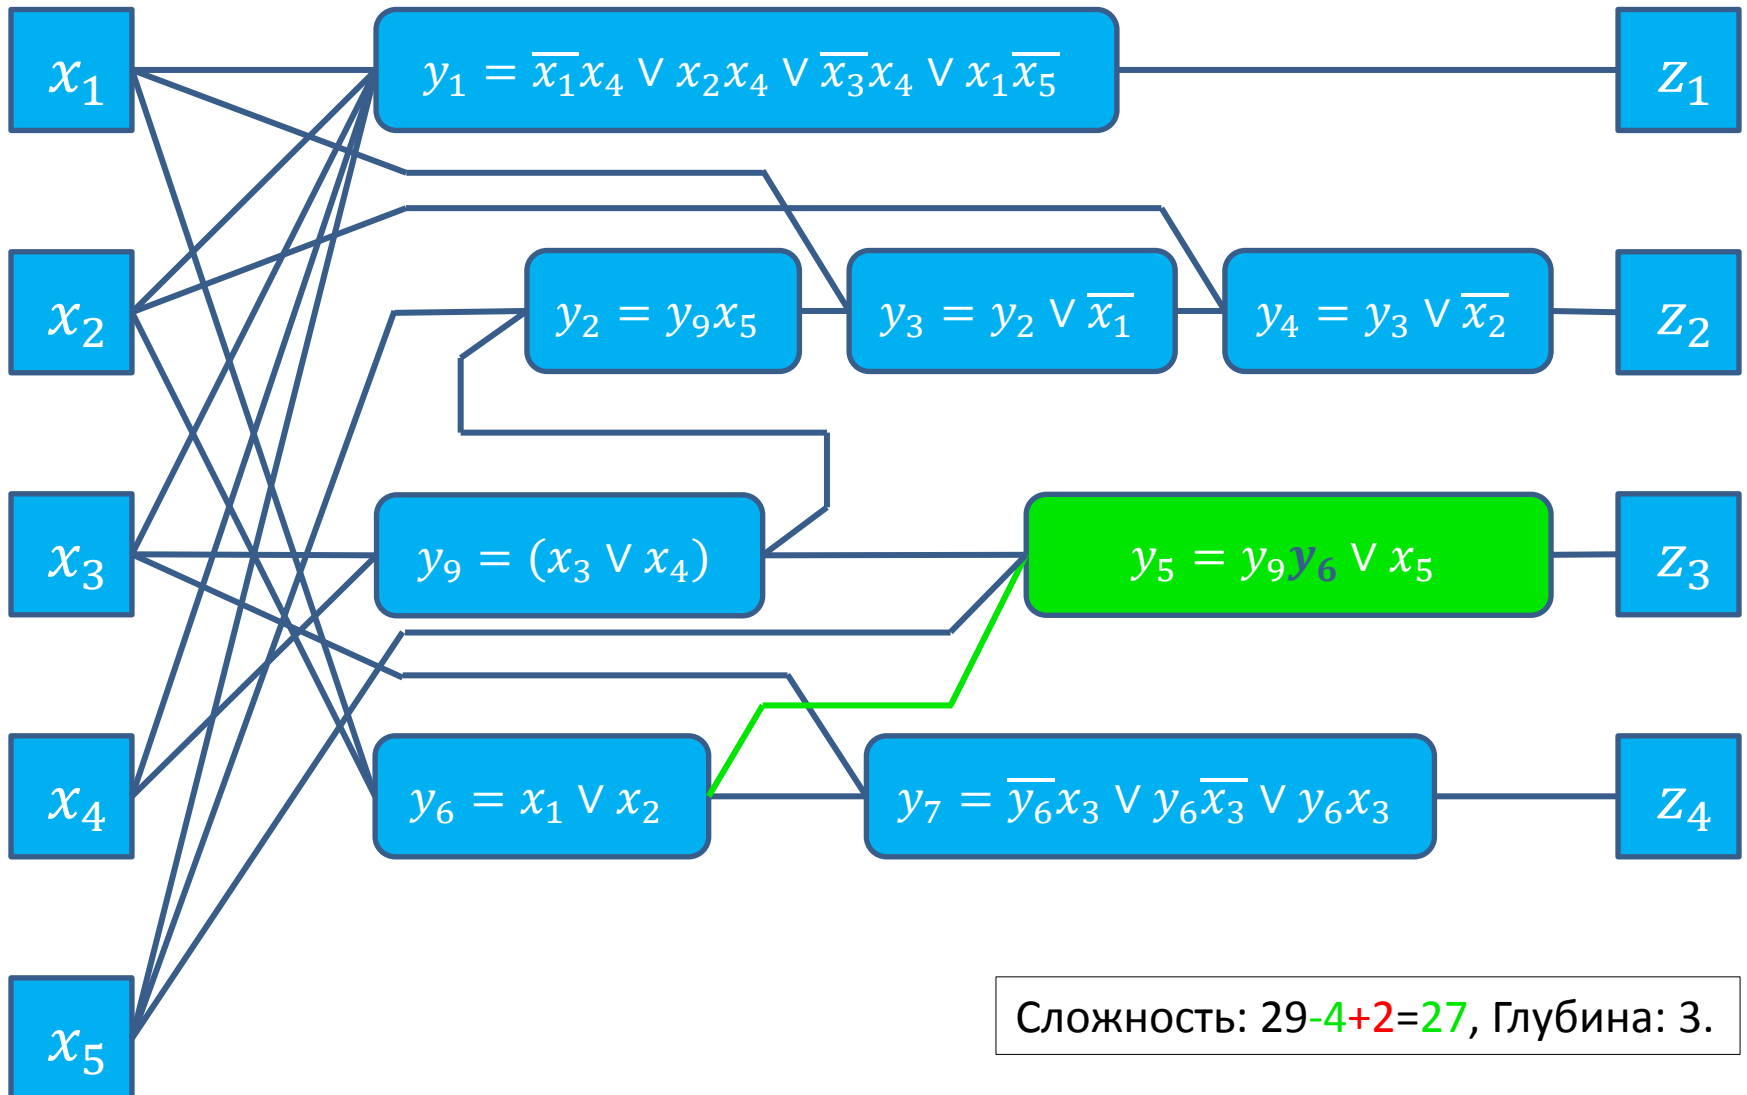 x₁ y₁ = x̅₁x₄ ∨ x₂x₄ ∨ x̅₃x₄ ∨ x₁x̅₅ z₁
x₂ y₂ = y₉x₅ y₃ = y₂ ∨ x̅₁ y₄ = y₃ ∨ x̅₂ z₂
x₃ y₉ = (x₃ ∨ x₄) y₅ = y₉y₆ ∨ x₅ z₃
x₄ y₆ = x₁ ∨ x₂ y₇ = y̅₆x₃ ∨ y₆x̅₃ ∨ y₆x₃ z₄
x₅
Сложность: 29-4+2=27, Глубина: 3.